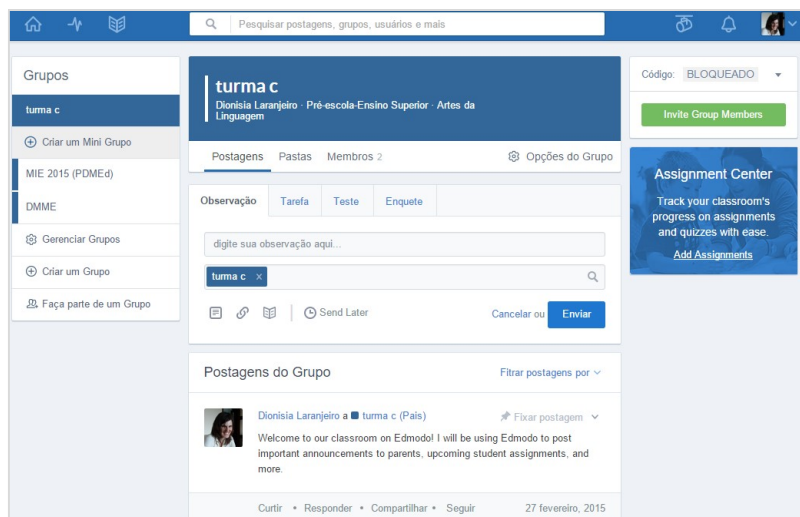 Pesquisar postagens, grupos, usuários e mais
Grupos
turma c
Criar um Mini Grupo
MIE 2015 (PDMEd)
DMME
Gerenciar Grupos
Criar um Grupo
Faça parte de um Grupo
turma c
Dionisia Laranjeiro · Pré-escola-Ensino Superior · Artes da
Linguagem
Postagens Pastas Membros 2 Opções do Grupo
Observação Tarefa Teste Enquete
digite sua observação aqui...
turma c ×
Send Later Cancelar ou Enviar
Postagens do Grupo Fitrar postagens por
Dionisia Laranjeiro a turma c (Pais) Fixar postagem
Welcome to our classroom on Edmodo! I will be using Edmodo to post
important announcements to parents, upcoming student assignments, and
more.
Curtir • Responder • Compartilhar • Seguir 27 fevereiro, 2015
Código: BLOQUEADO
Invite Group Members
Assignment Center
Track your classroom's
progress on assignments
and quizzes with ease.
Add Assignments